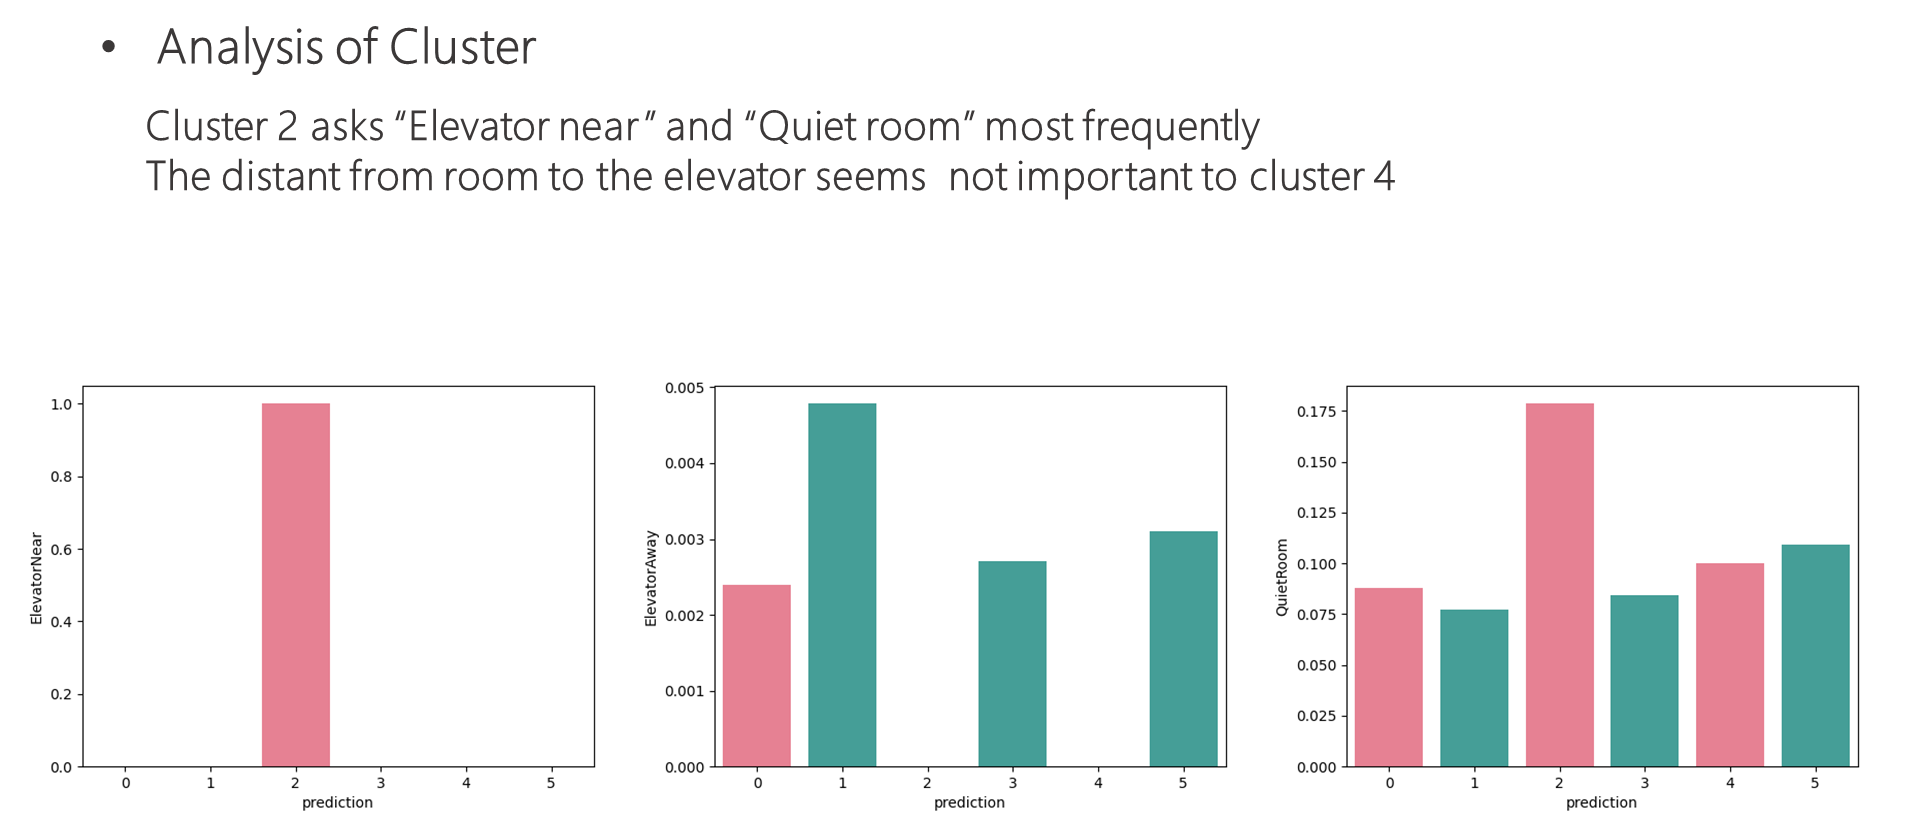 • Analysis of Cluster
Cluster 2 asks “Elevator near” and “Quiet room” most frequently
The distant from room to the elevator seems not important to cluster 4
ElevatorNear
1.0
0.8
0.6
0.4
0.2
0.0
0 1 2 3 4 5
prediction
ElevatorAway
0.005
0.004
0.003
0.002
0.001
0.000
0 1 2 3 4 5
prediction
QuietRoom
0.175
0.150
0.125
0.100
0.075
0.050
0.025
0.000
0 1 2 3 4 5
prediction